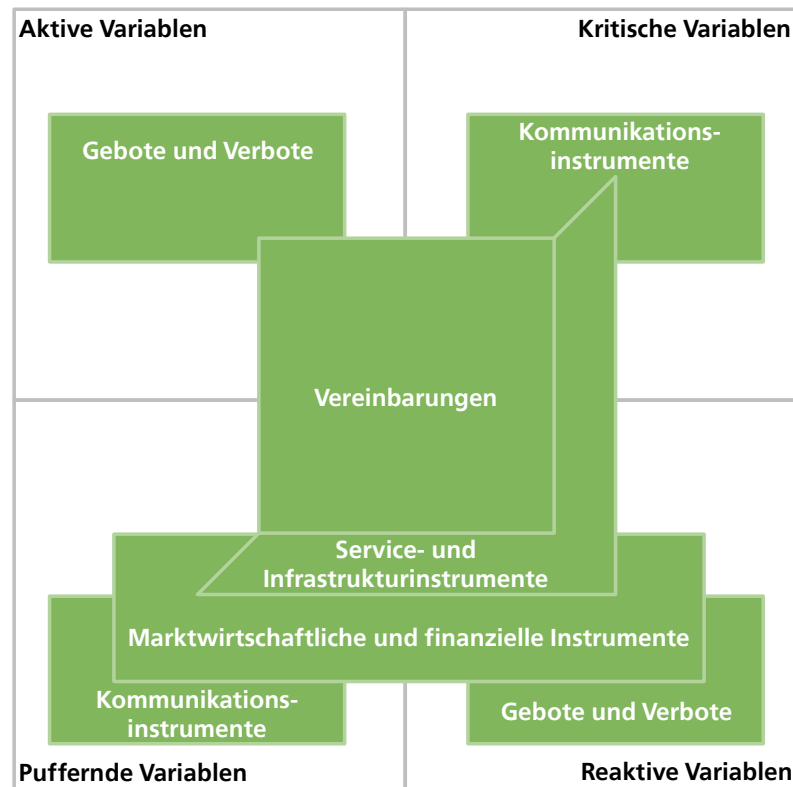 Aktive Variablen
Kritische Variablen
Gebote und Verbote
Kommunikations-
instrumente
Vereinbarungen
Service- und
Infrastrukturinstrumente
Marktwirtschaftliche und finanzielle Instrumente
Kommunikations-
instrumente
Gebote und Verbote
Puffernde Variablen
Reaktive Variablen